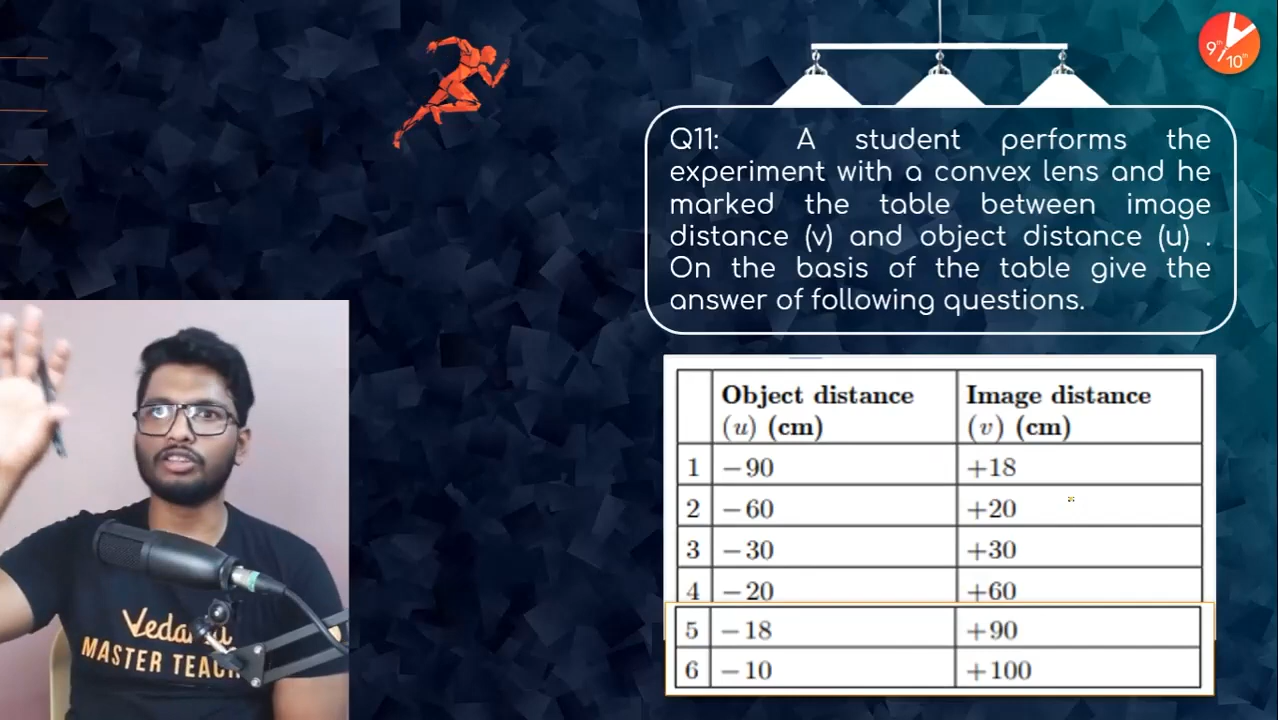 9th
10th
Q11: A student performs the
experiment with a convex lens and he
marked the table between image
distance (v) and object distance (u) .
On the basis of the table give the
answer of following questions.
Object distance (u) (cm) Image distance (v) (cm)
1 −90 +18
2 −60 +20
3 −30 +30
4 −20 +60
5 −18 +90
6 −10 +100
MASTER